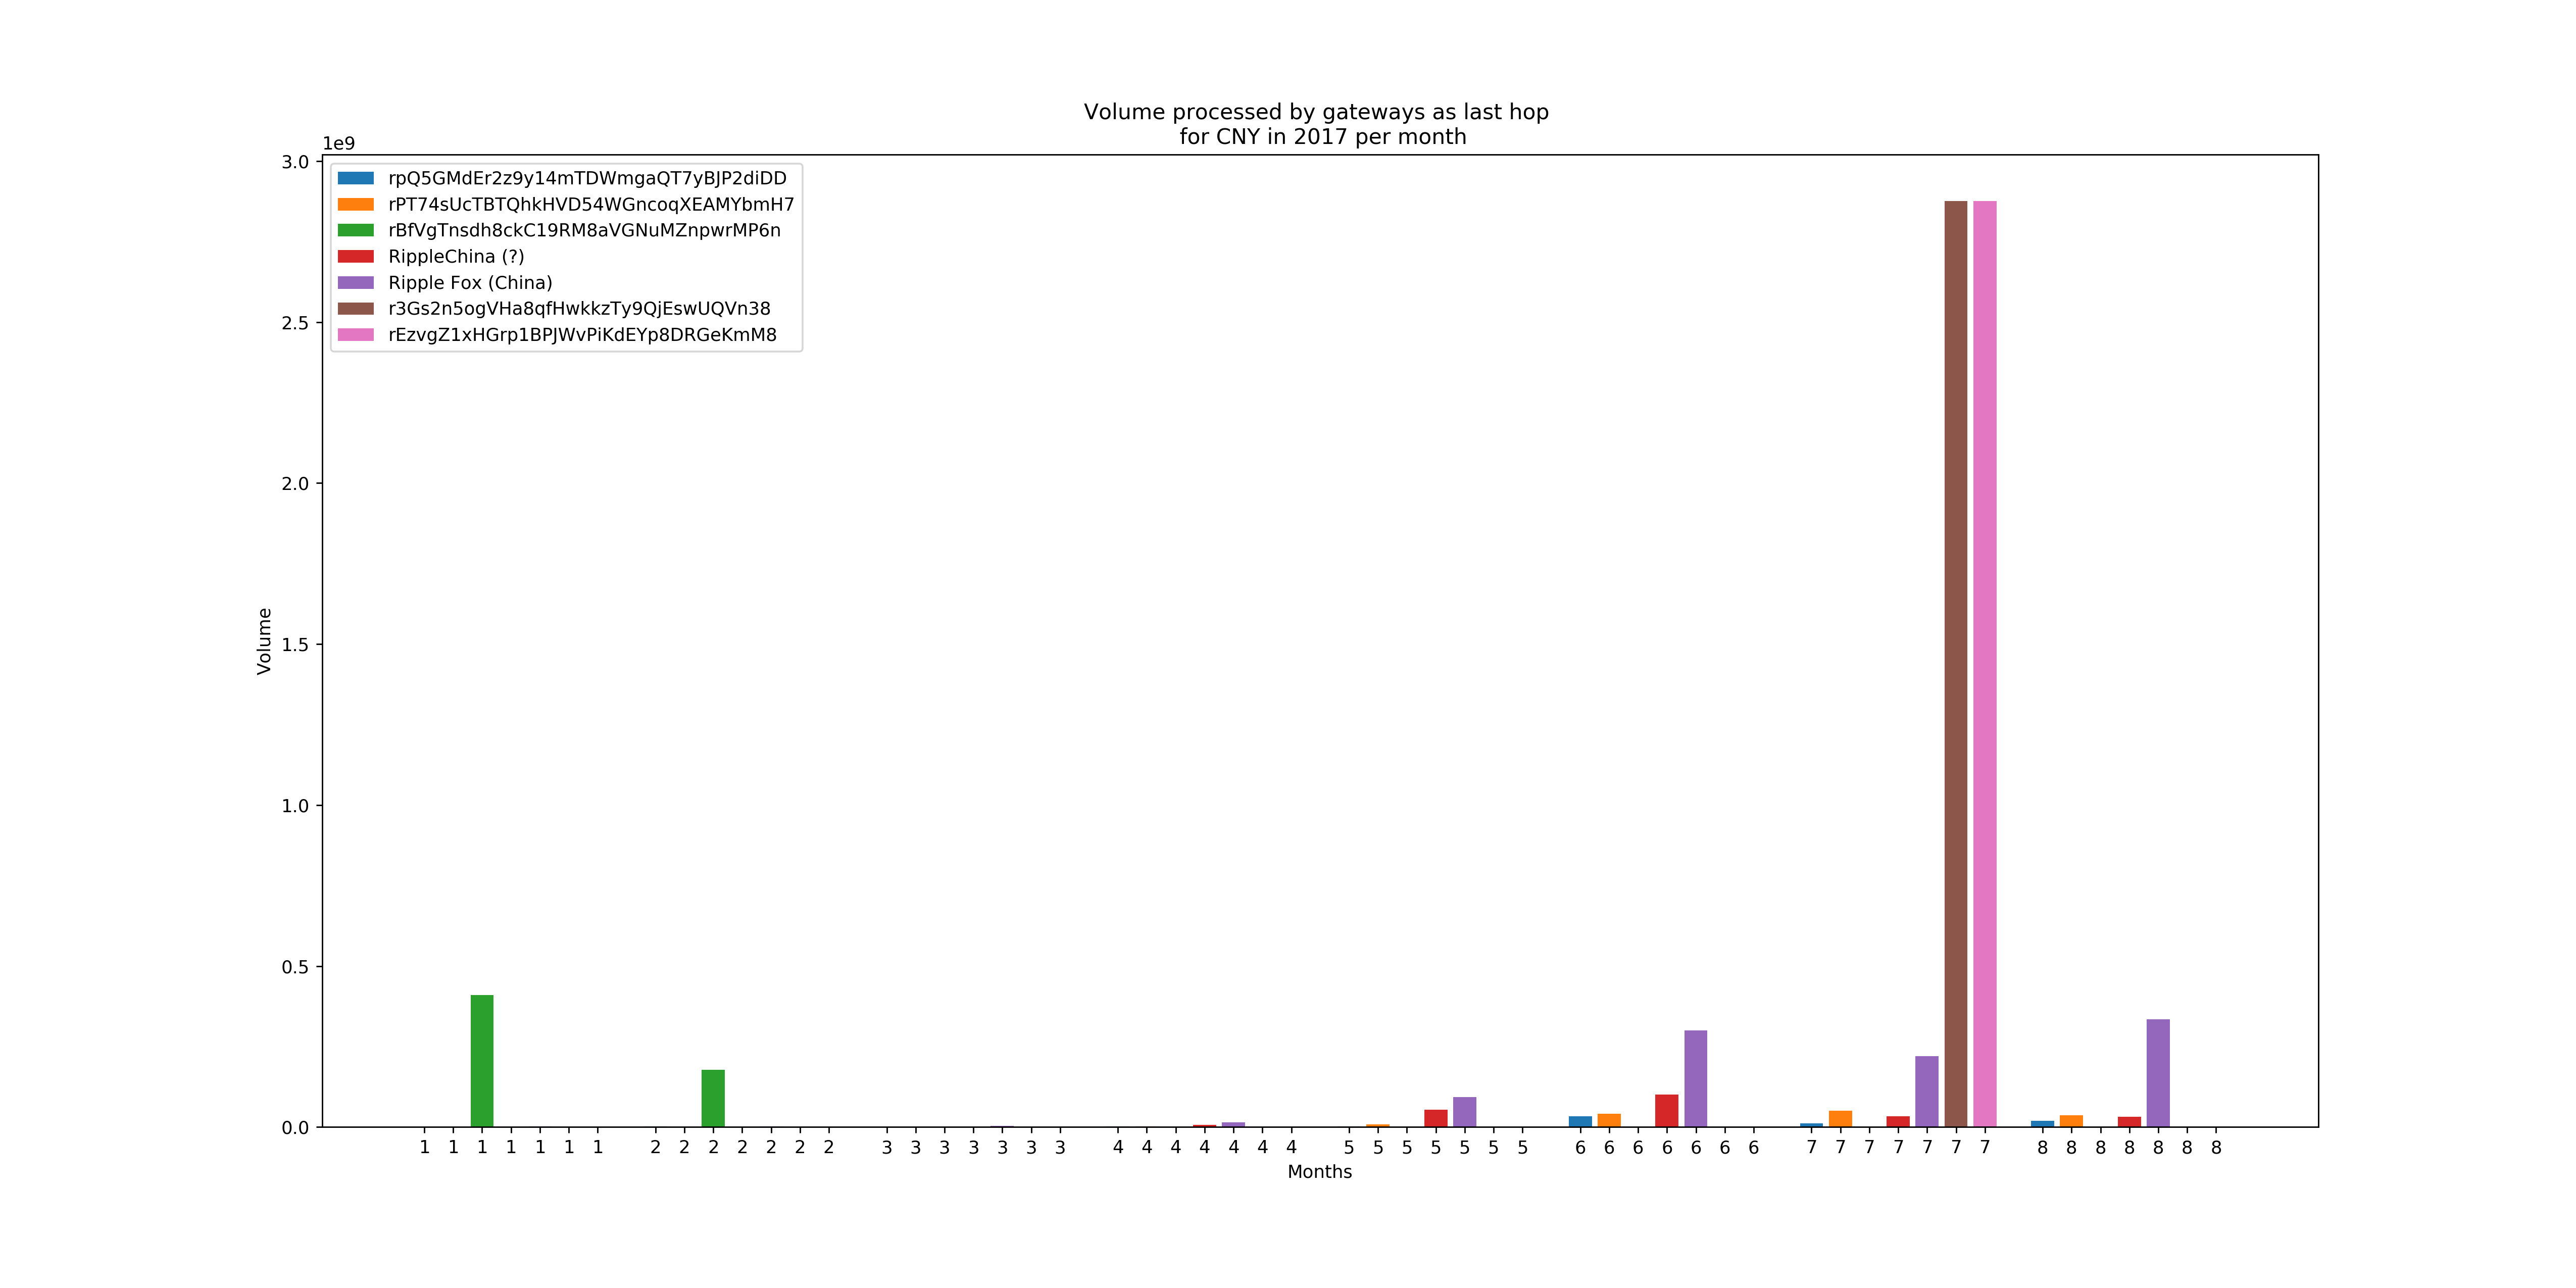 Volume processed by gateways as last hop
for CNY in 2017 per month
1e9
3.0
2.5
2.0
1.5
1.0
0.5
0.0
Volume
rpQ5GMdEr2z9y14mTDWmgaQT7yBJP2diDD
rPT74sUcTBTQhkHVD54WGncoqXEAMYbmH7
rBfVgTnsdh8ckC19RM8aVGNuMZnpwrMP6n
RippleChina (?)
Ripple Fox (China)
r3Gs2n5ogVHa8qfHwkkzTy9QjEswUQVn38
rEzvgZ1xHGrp1BPJWvPiKdEYp8DRGeKmM8
1 1 1 1 1 1 1 2 2 2 2 2 2 2 3 3 3 3 3 3 3 4 4 4 4 4 4 4 5 5 5 5 5 5 5 6 6 6 6 6 6 6 7 7 7 7 7 7 7 8 8 8 8 8 8 8
Months